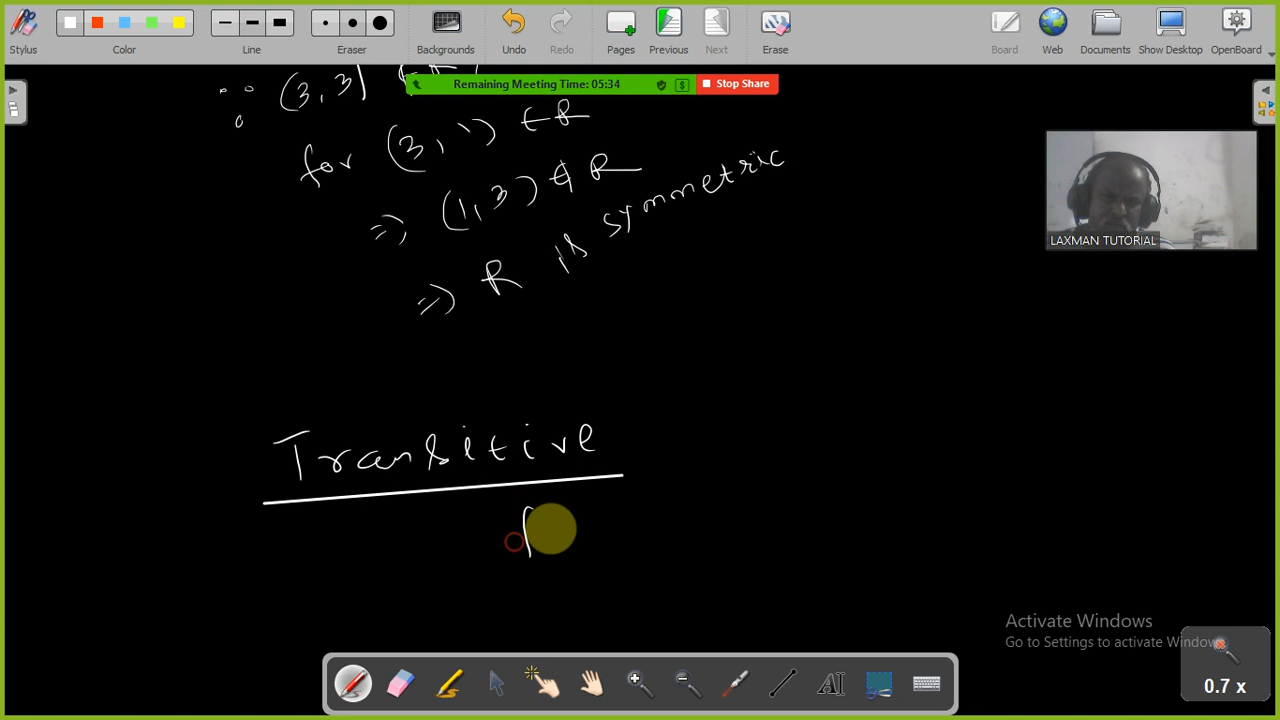 Stylus
Color
Line
Eraser
Backgrounds
Undo
Redo
Pages
Previous
Next
Erase
Board
Web
Documents
Show Desktop
OpenBoard
Remaining Meeting Time: 05:34
Stop Share
∵ (3,3)
for (3,1) ∈ R
⇒ (1,3) ∉ R
⇒ R is symmetric
LAXMAN TUTORIAL
Transitive
Activate Windows
Go to Settings to activate Windows
0.7 x